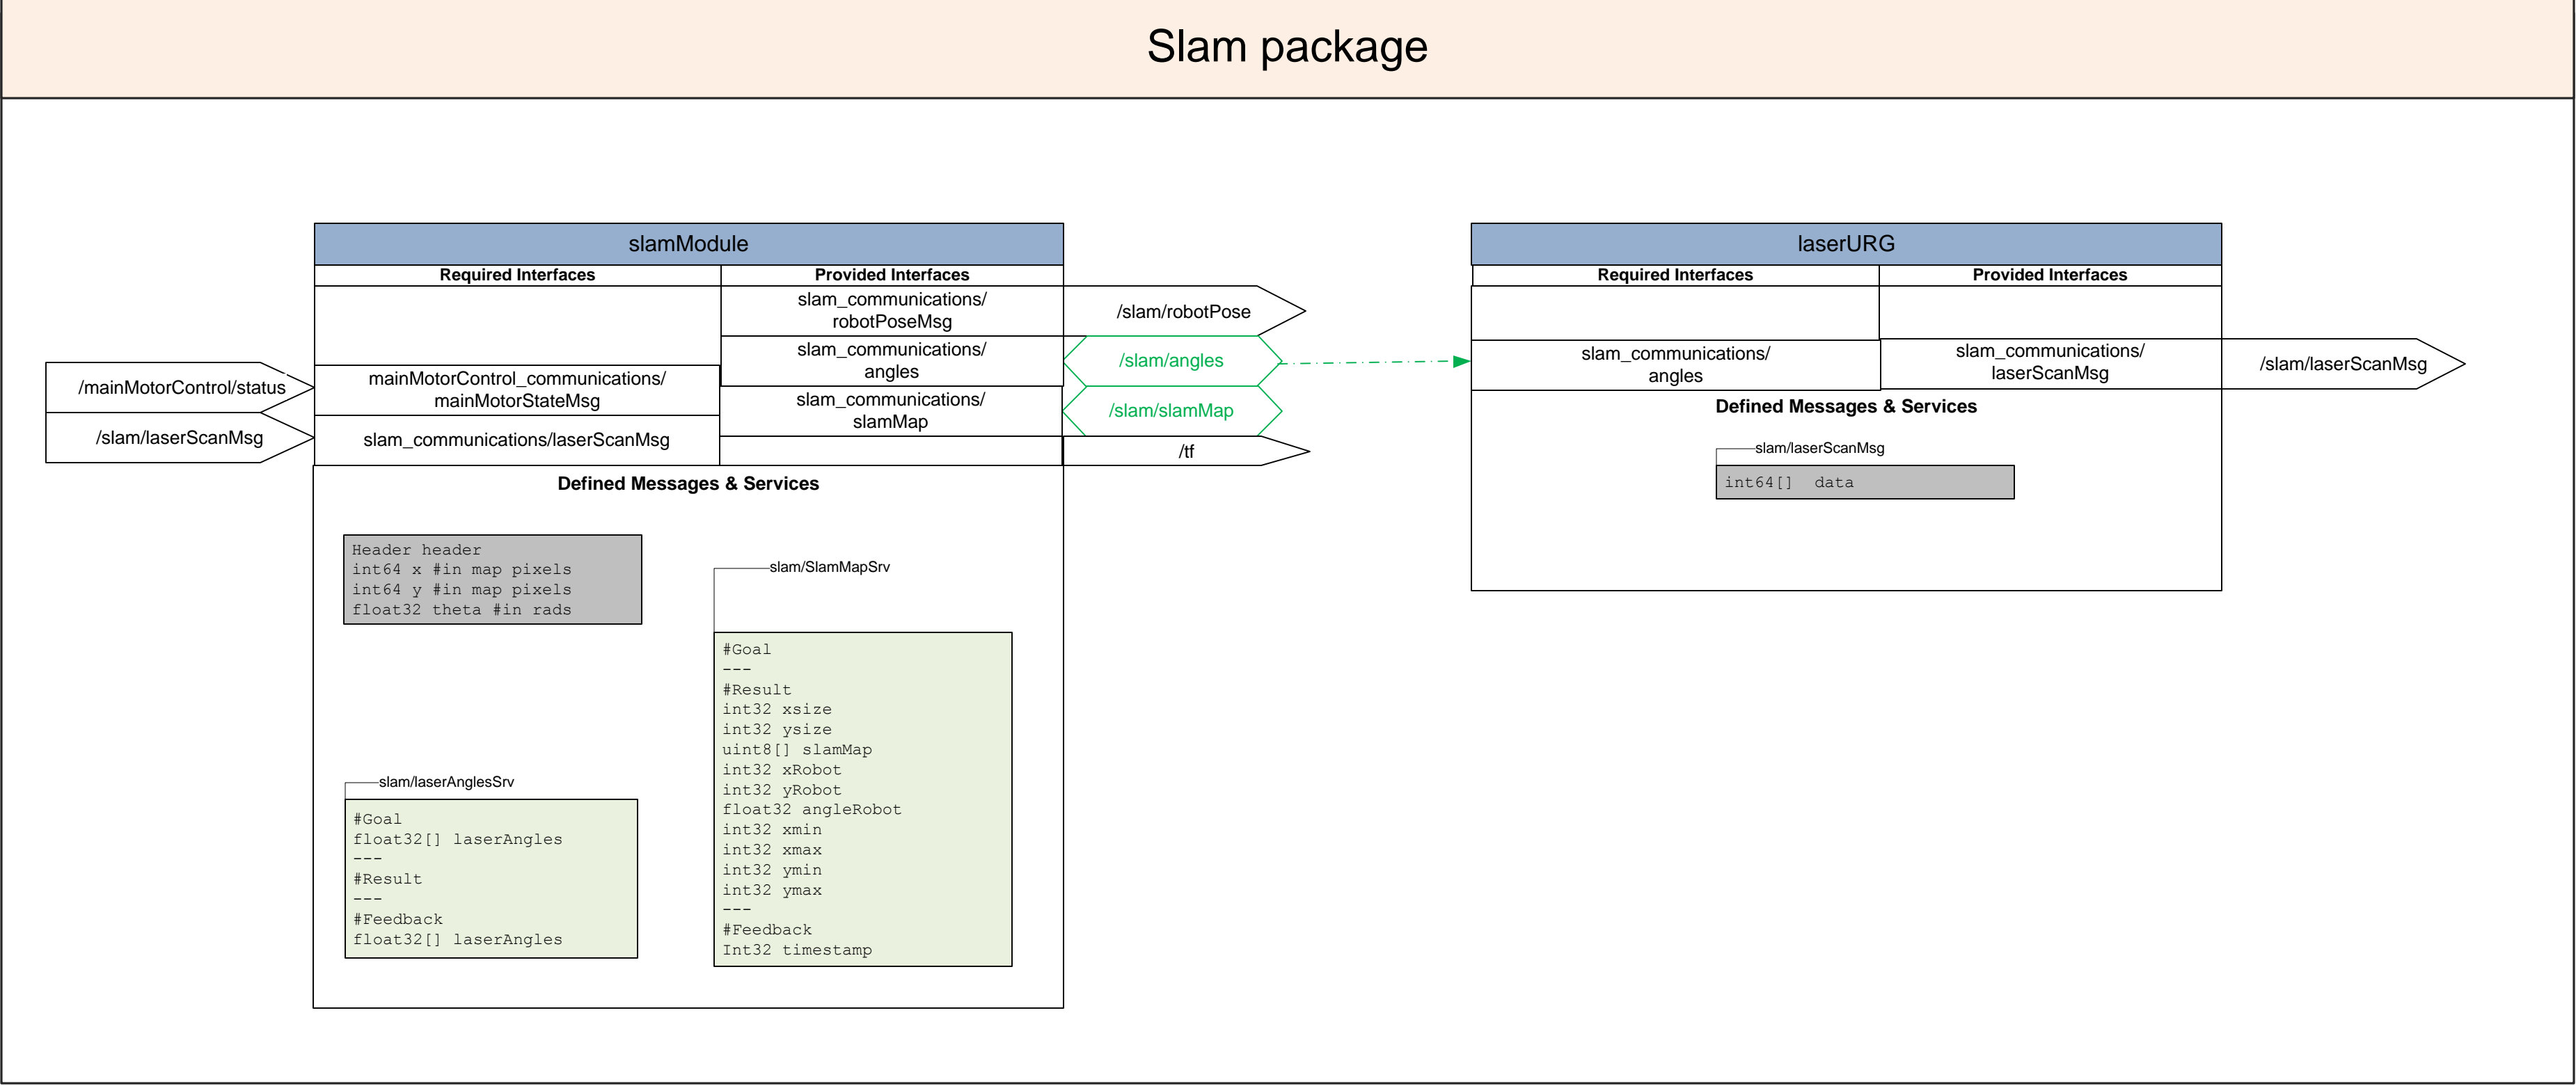 Slam package
slamModule
Required Interfaces
Provided Interfaces
slam_communications/
robotPoseMsg
/slam/robotPose
slam_communications/
angles
/slam/angles
/mainMotorControl/status
mainMotorControl_communications/
mainMotorStateMsg
slam_communications/
slamMap
/slam/slamMap
/slam/laserScanMsg
slam_communications/laserScanMsg
/tf
Defined Messages & Services
Header header
int64 x #in map pixels
int64 y #in map pixels
float32 theta #in rads
slam/laserAnglesSrv
#Goal
float32[] laserAngles
---
#Result
---
#Feedback
float32[] laserAngles
slam/SlamMapSrv
#Goal
---
#Result
int32 xsize
int32 ysize
uint8[] slamMap
int32 xRobot
int32 yRobot
float32 angleRobot
int32 xmin
int32 xmax
int32 ymin
int32 ymax
---
#Feedback
Int32 timestamp
laserURG
Required Interfaces
Provided Interfaces
slam_communications/
angles
slam_communications/
laserScanMsg
/slam/laserScanMsg
Defined Messages & Services
slam/laserScanMsg
int64[] data